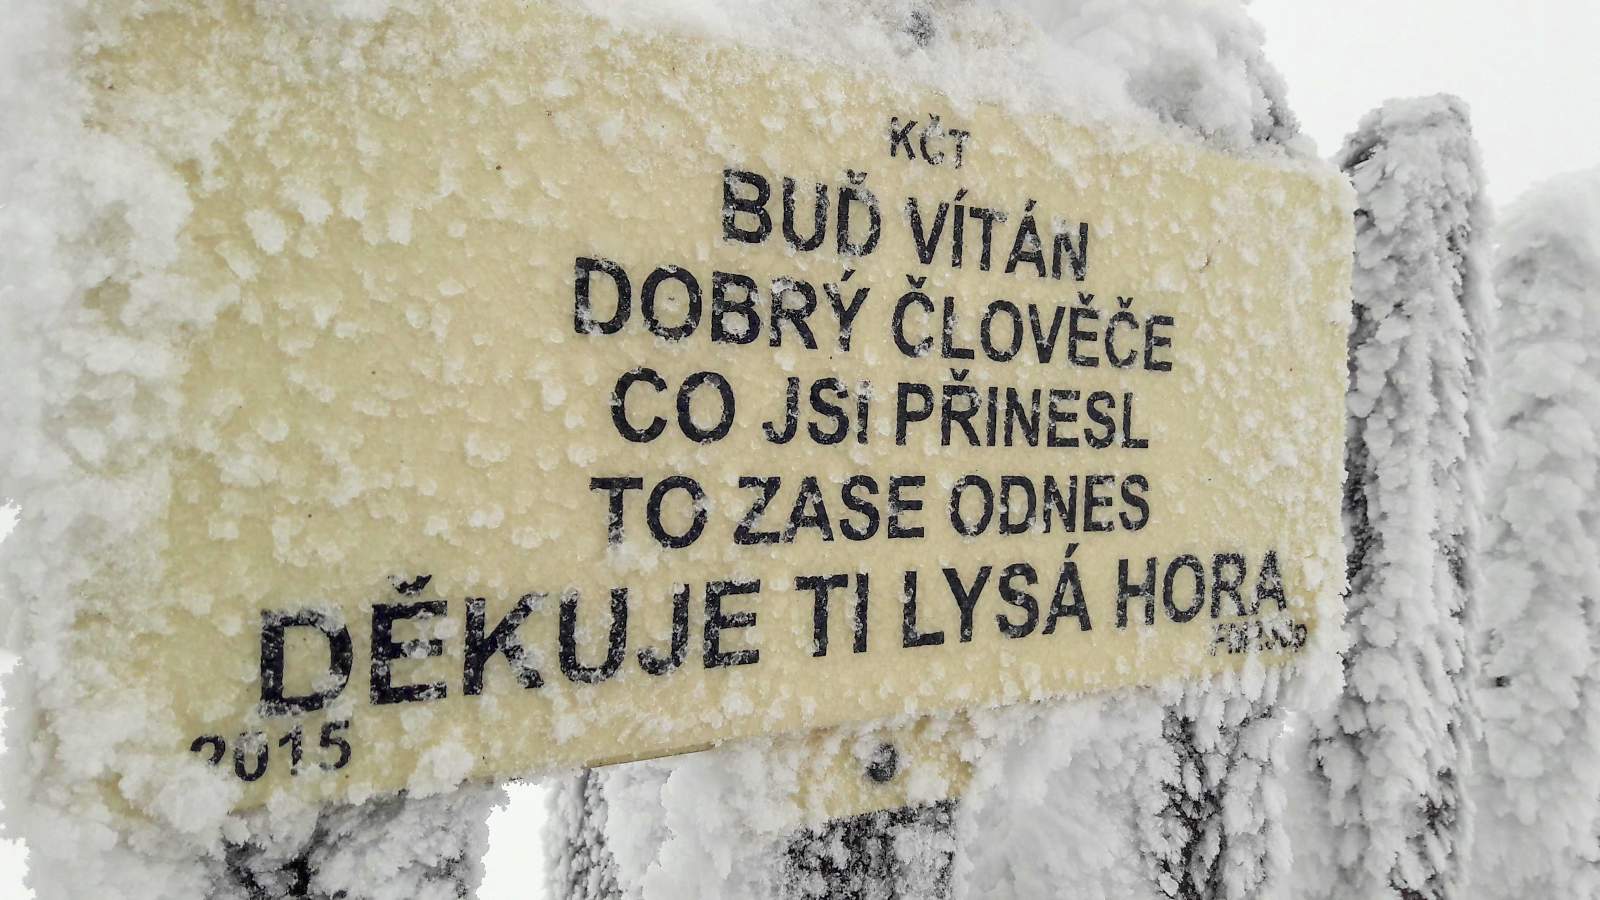 KČT
BUĎ VÍTÁN
DOBRÝ ČLOVĚČE
CO JSI PŘINESL
TO ZASE ODNES
DĚKUJE TI LYSÁ HORA
2015